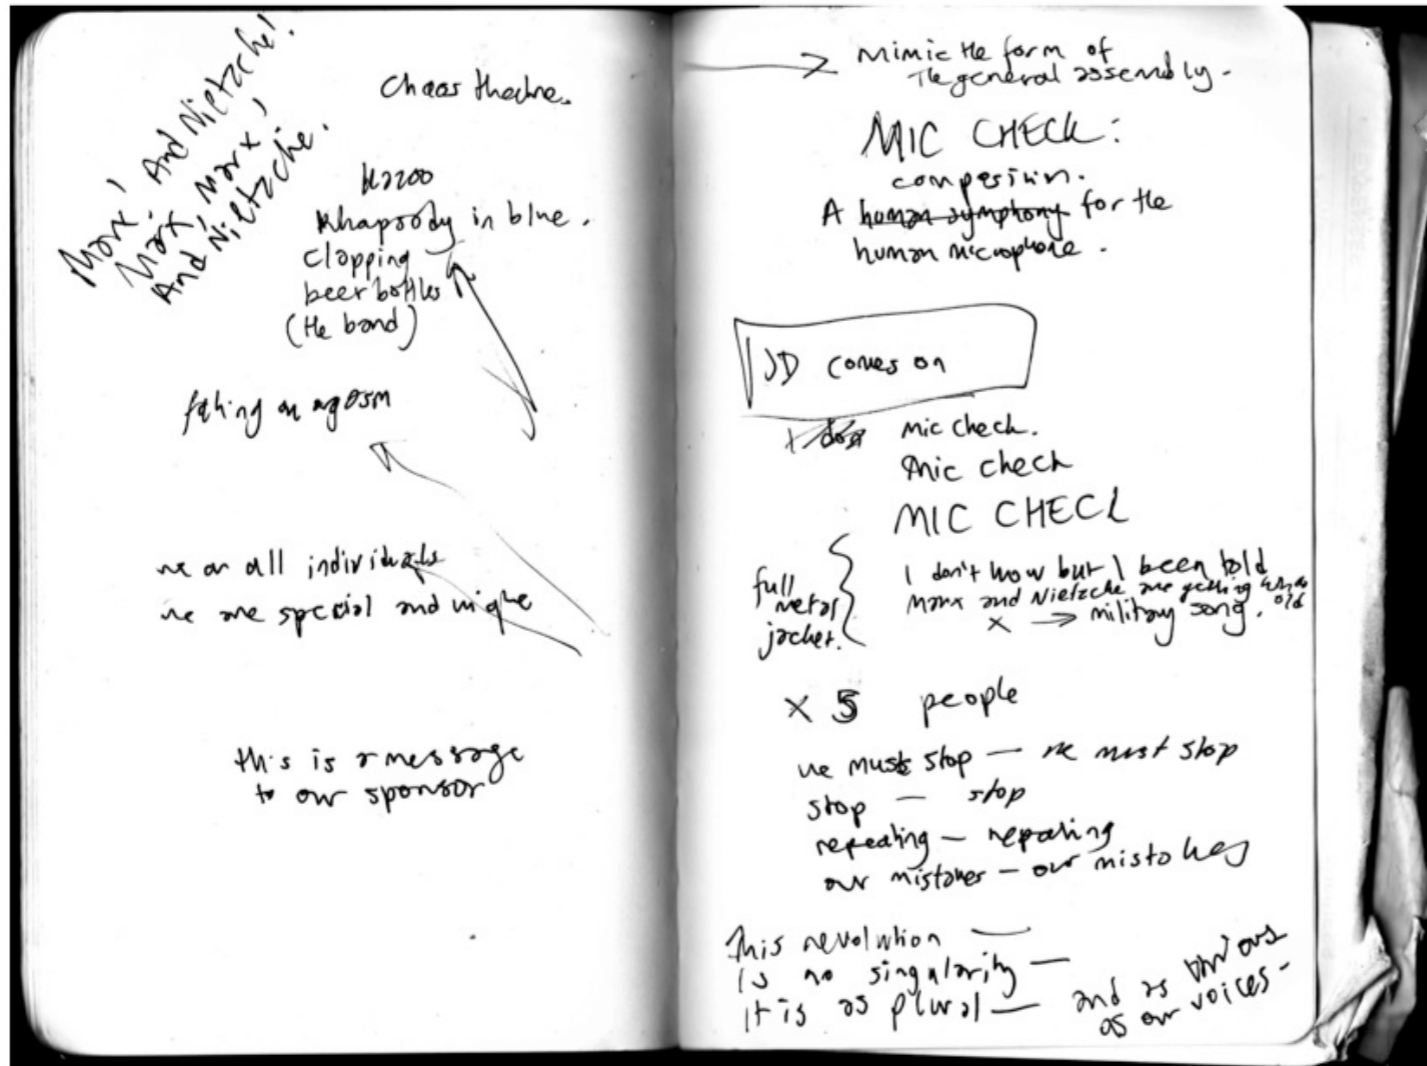 Marx, And Nietzche!
Marx, Marx,
And Nietzche.
Chaos theatre.
Kazoo
Rhapsody in blue.
clapping
beer bottles
(the band)
faking an orgasm
we are all individuals
we are special and unique
this is a message
to our sponsor
mimic the form of
The general assembly.
MIC CHECK:
composition.
A human symphony for the
human microphone.
JD comes on
mic check.
mic check
MIC CHECK
full
metal
jacket.
I don't know but I been told
Marx and Nietzche are getting old
x → military song.
x 5 people
we must stop — we must stop
stop — stop
repeating — repeating
our mistakes — our mistakes
This revolution —
is no singularity —
it is as plural — and as various
as our voices -